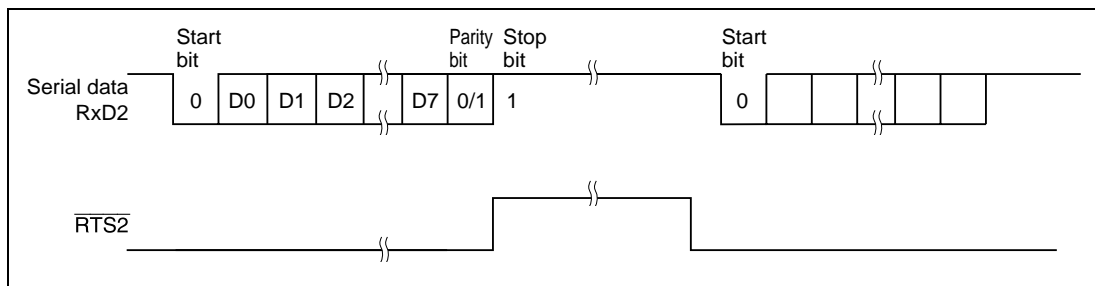 Start
bit
Parity
bit
Stop
bit
Start
bit
Serial data
RxD2
0 D0 D1 D2 D7 0/1 1 0
RTS2